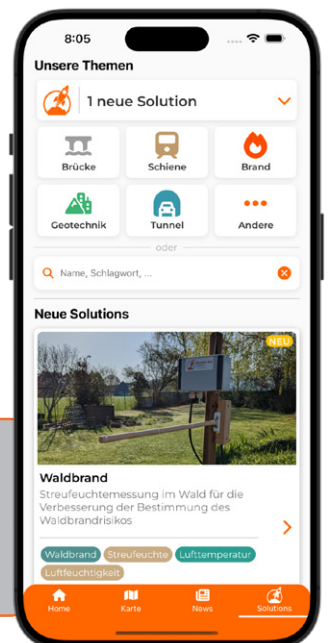 8:05
Unsere Themen
1 neue Solution
Brücke Schiene Brand
Geotechnik Tunnel Andere
oder
Name, Schlagwort, ...
Neue Solutions
NEU
Waldbrand
Streufeuchtemessung im Wald für die
Verbesserung der Bestimmung des
Waldbrandrisikos
Waldbrand Streufeuchte Lufttemperatur
Luftfeuchtigkeit
Home Karte News Solutions